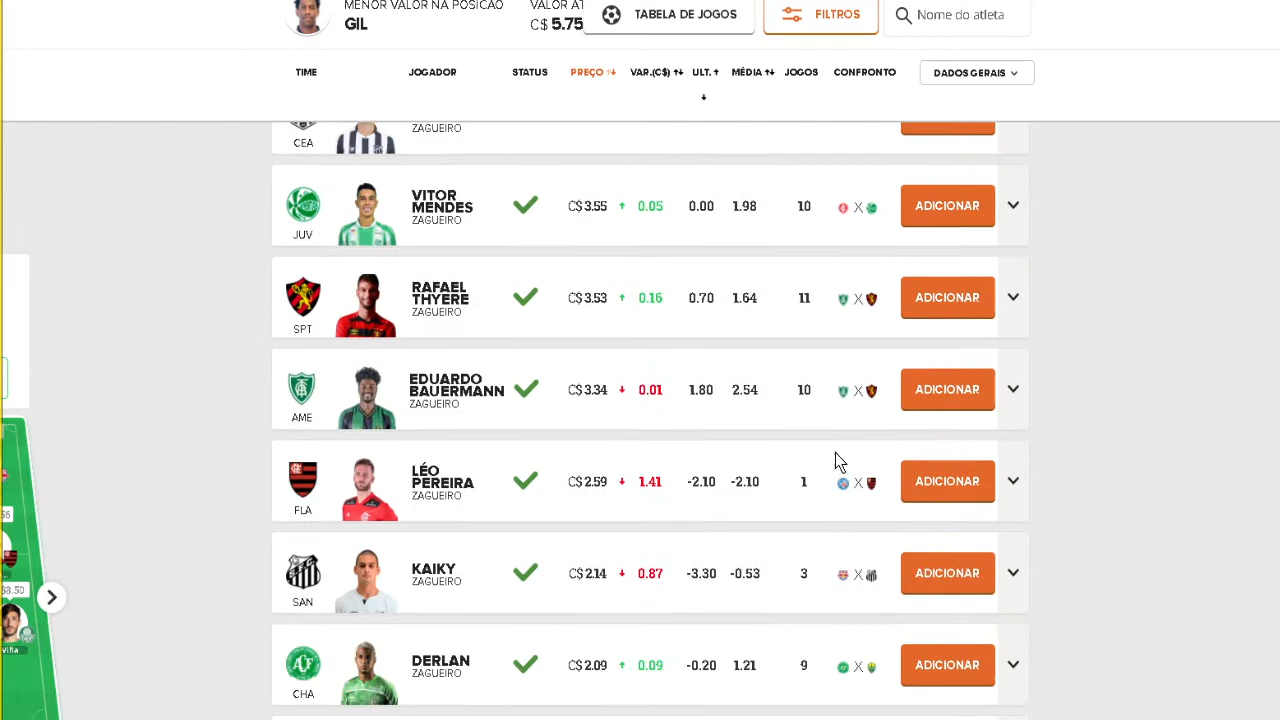 MENOR VALOR NA POSIÇÃO
GIL
VALOR AT
C$ 5.75
TABELA DE JOGOS
FILTROS
Nome do atleta
TIME JOGADOR STATUS PREÇO VAR.(C$) ULT. MÉDIA JOGOS CONFRONTO DADOS GERAIS
CEA
ZAGUEIRO
JUV
VITOR
MENDES
ZAGUEIRO
C$ 3.55 0.05 0.00 1.98 10 X ADICIONAR
SPT
RAFAEL
THYERE
ZAGUEIRO
C$ 3.53 0.16 0.70 1.64 11 X ADICIONAR
AME
EDUARDO
BAUERMANN
ZAGUEIRO
C$ 3.34 0.01 1.80 2.54 10 X ADICIONAR
FLA
LÉO
PEREIRA
ZAGUEIRO
C$ 2.59 1.41 -2.10 -2.10 1 X ADICIONAR
SAN
KAIKY
ZAGUEIRO
C$ 2.14 0.87 -3.30 -0.53 3 X ADICIONAR
CHA
DERLAN
ZAGUEIRO
C$ 2.09 0.09 -0.20 1.21 9 X ADICIONAR
$8.50